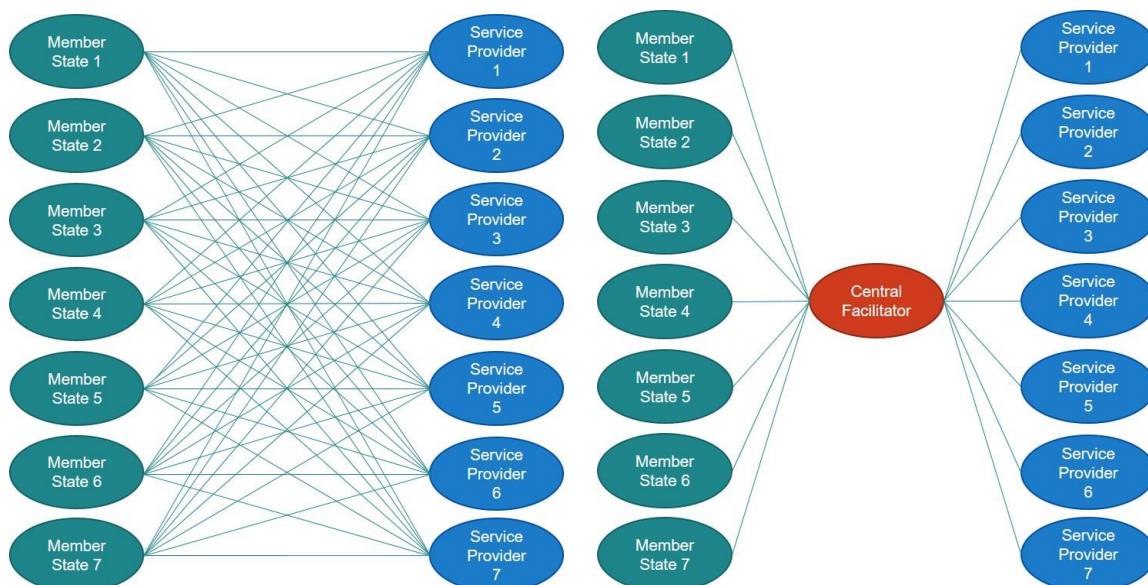 Member
State 1
Member
State 2
Member
State 3
Member
State 4
Member
State 5
Member
State 6
Member
State 7
Service
Provider
1
Service
Provider
2
Service
Provider
3
Service
Provider
4
Service
Provider
5
Service
Provider
6
Service
Provider
7
Member
State 1
Member
State 2
Member
State 3
Member
State 4
Member
State 5
Member
State 6
Member
State 7
Central
Facilitator
Service
Provider
1
Service
Provider
2
Service
Provider
3
Service
Provider
4
Service
Provider
5
Service
Provider
6
Service
Provider
7